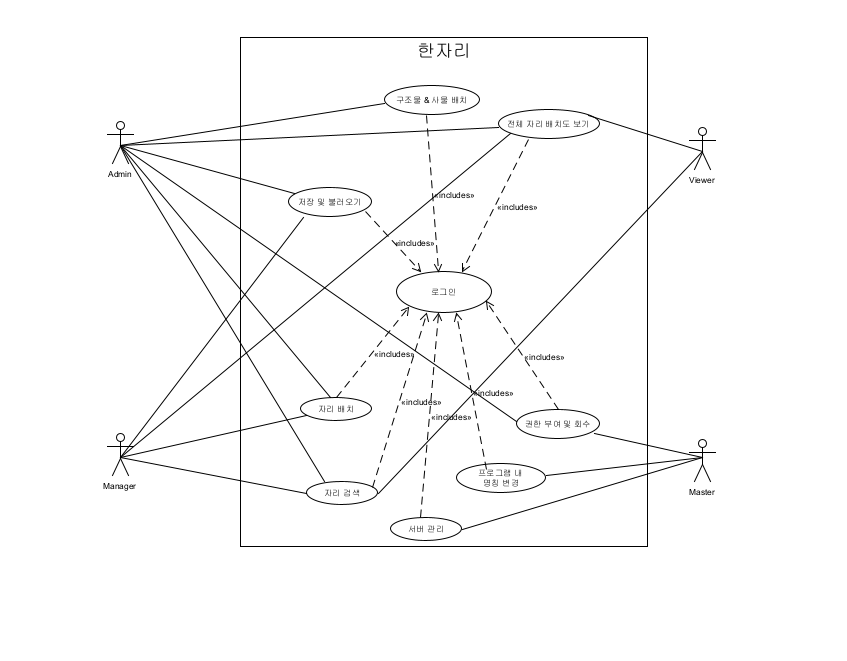 한자리
구조물 & 사물 배치
전체 자리 배치도 보기
Admin
Viewer
저장 및 불러오기
«includes»
«includes»
«includes»
로그인
«includes»
«includes»
«includes»
«includes»
«includes»
자리 배치
권한 부여 및 회수
Manager
Master
프로그램 내
명칭 변경
자리 검색
서버 관리